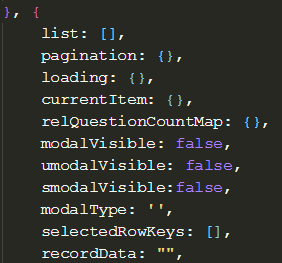 }, {
list: [],
pagination: {},
loading: {},
currentItem: {},
relQuestionCountMap: {},
modalVisible: false,
umodalVisible: false,
smodalVisible:false,
modalType: '',
selectedRowKeys: [],
recordData: "",